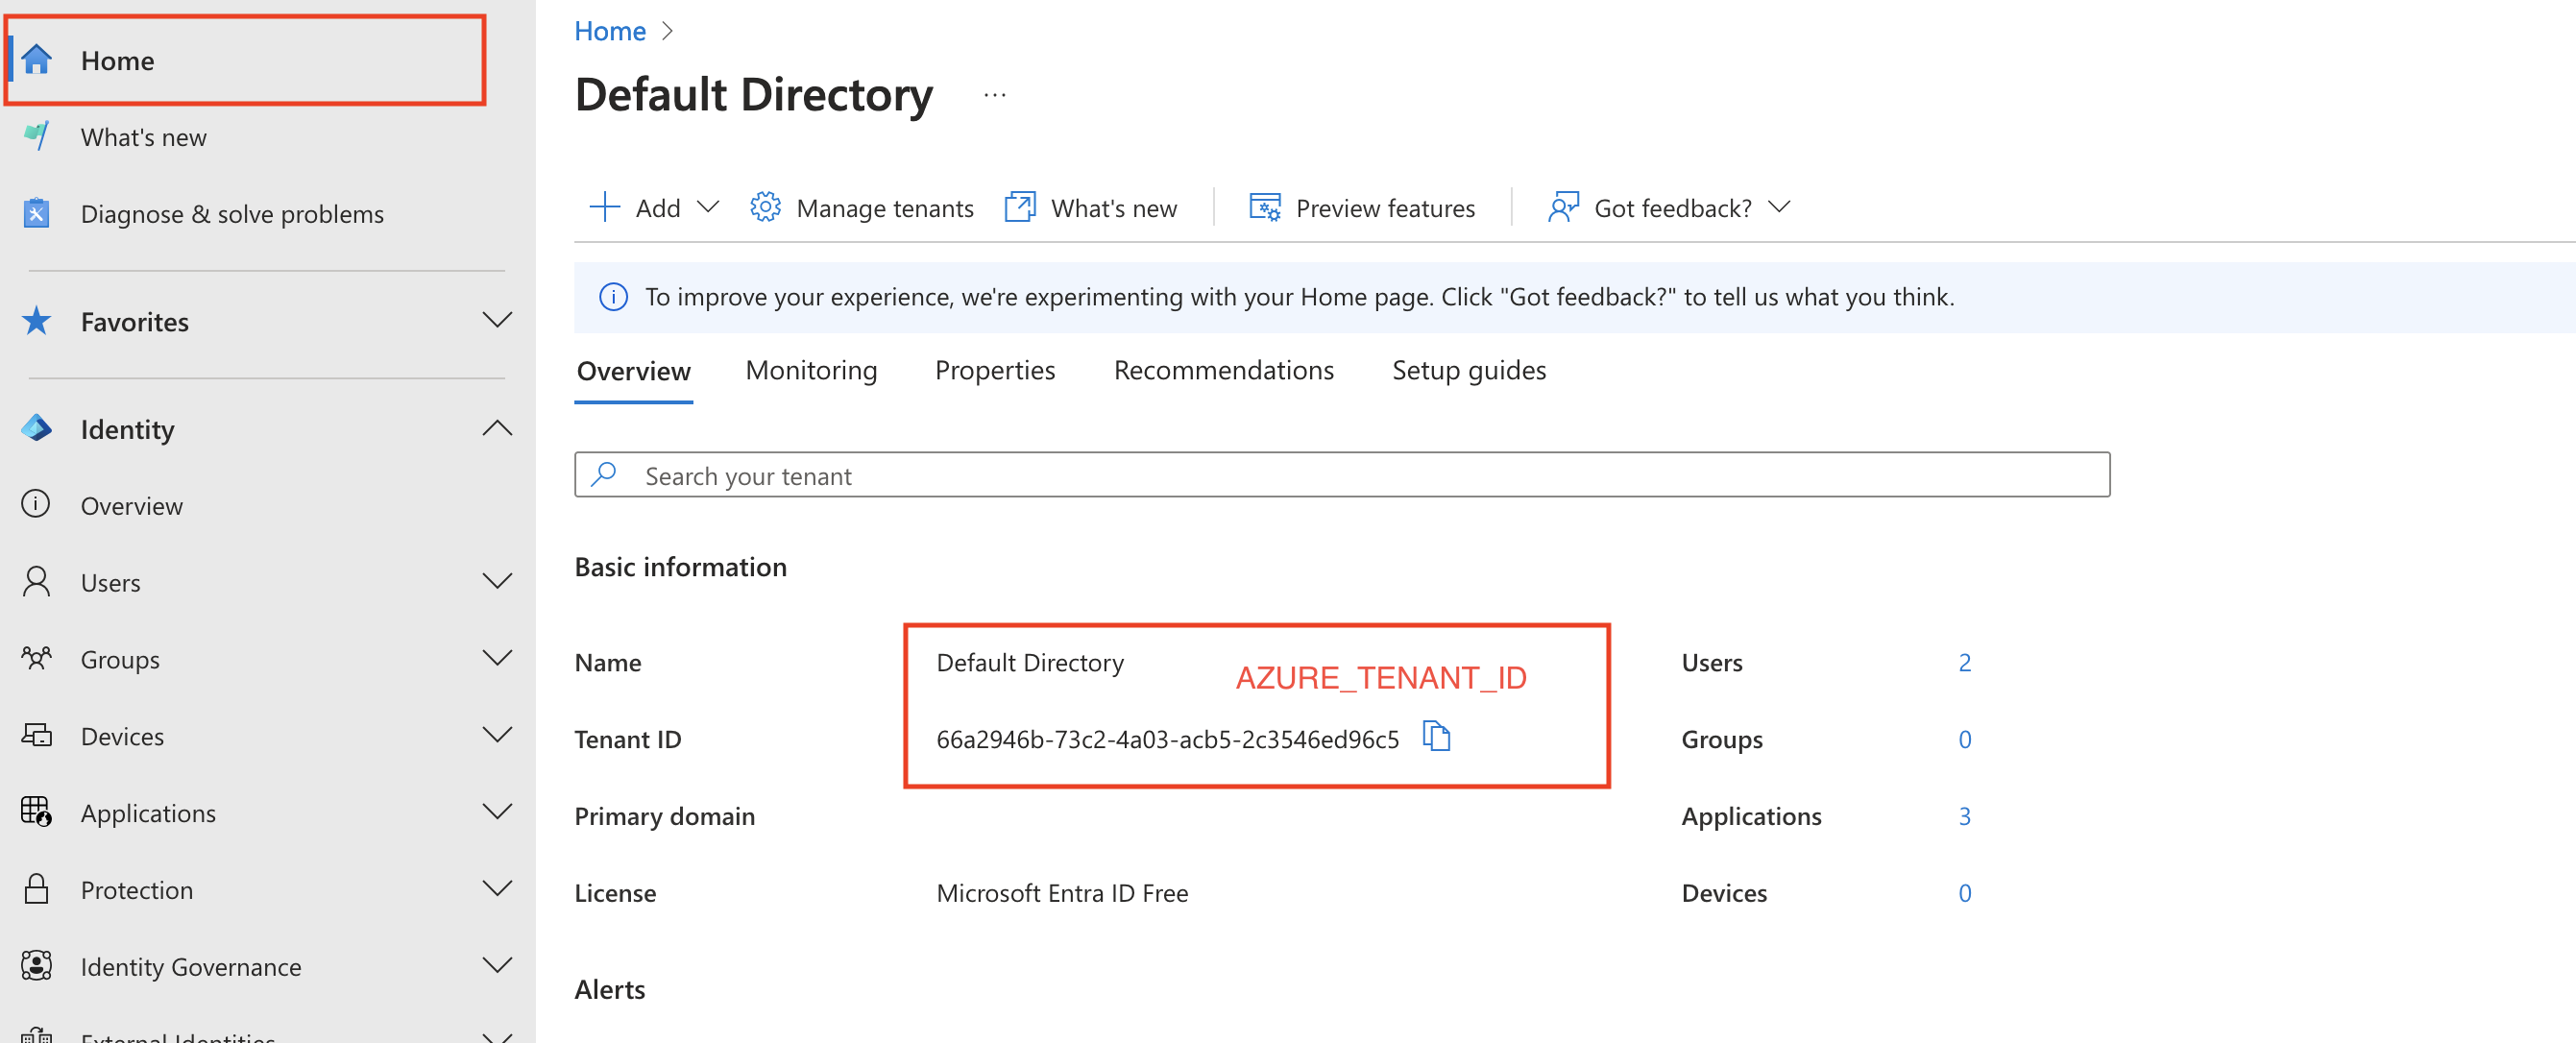 Home
What's new
Diagnose & solve problems
Favorites
Identity
Overview
Users
Groups
Devices
Applications
Protection
Identity Governance
External Identities
Home
Default Directory ...
Add
Manage tenants
What's new
Preview features
Got feedback?
To improve your experience, we're experimenting with your Home page. Click "Got feedback?" to tell us what you think.
Overview
Monitoring
Properties
Recommendations
Setup guides
Search your tenant
Basic information
Name
Default Directory
AZURE_TENANT_ID
Tenant ID
66a2946b-73c2-4a03-acb5-2c3546ed96c5
Primary domain
License
Microsoft Entra ID Free
Users
2
Groups
0
Applications
3
Devices
0
Alerts